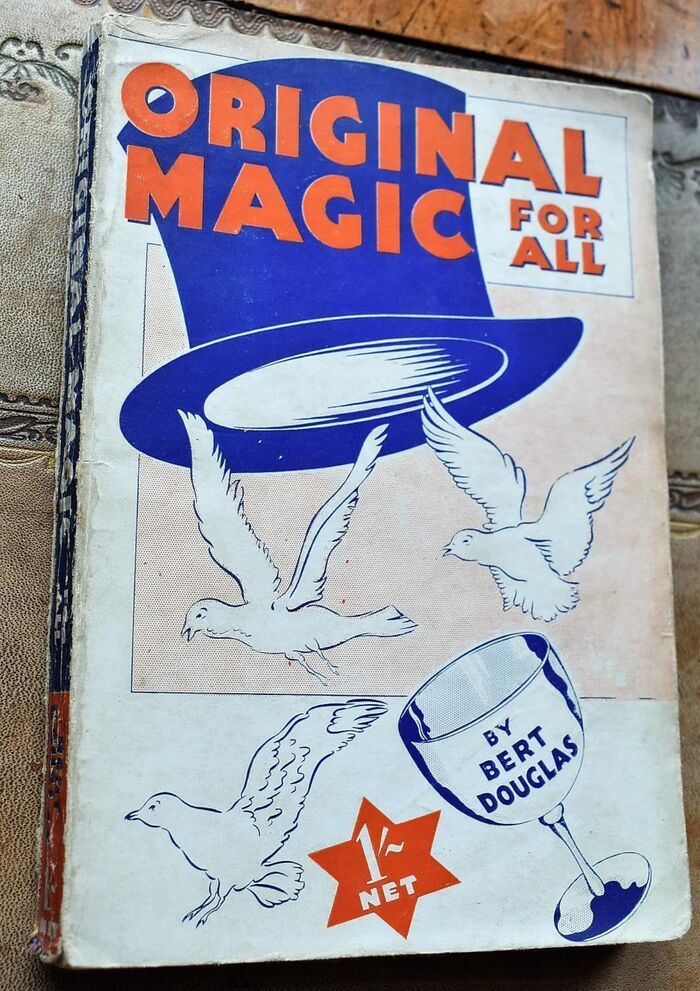 ORIGINAL
MAGIC
FOR
ALL
BY
BERT
DOUGLAS
1/~
NET